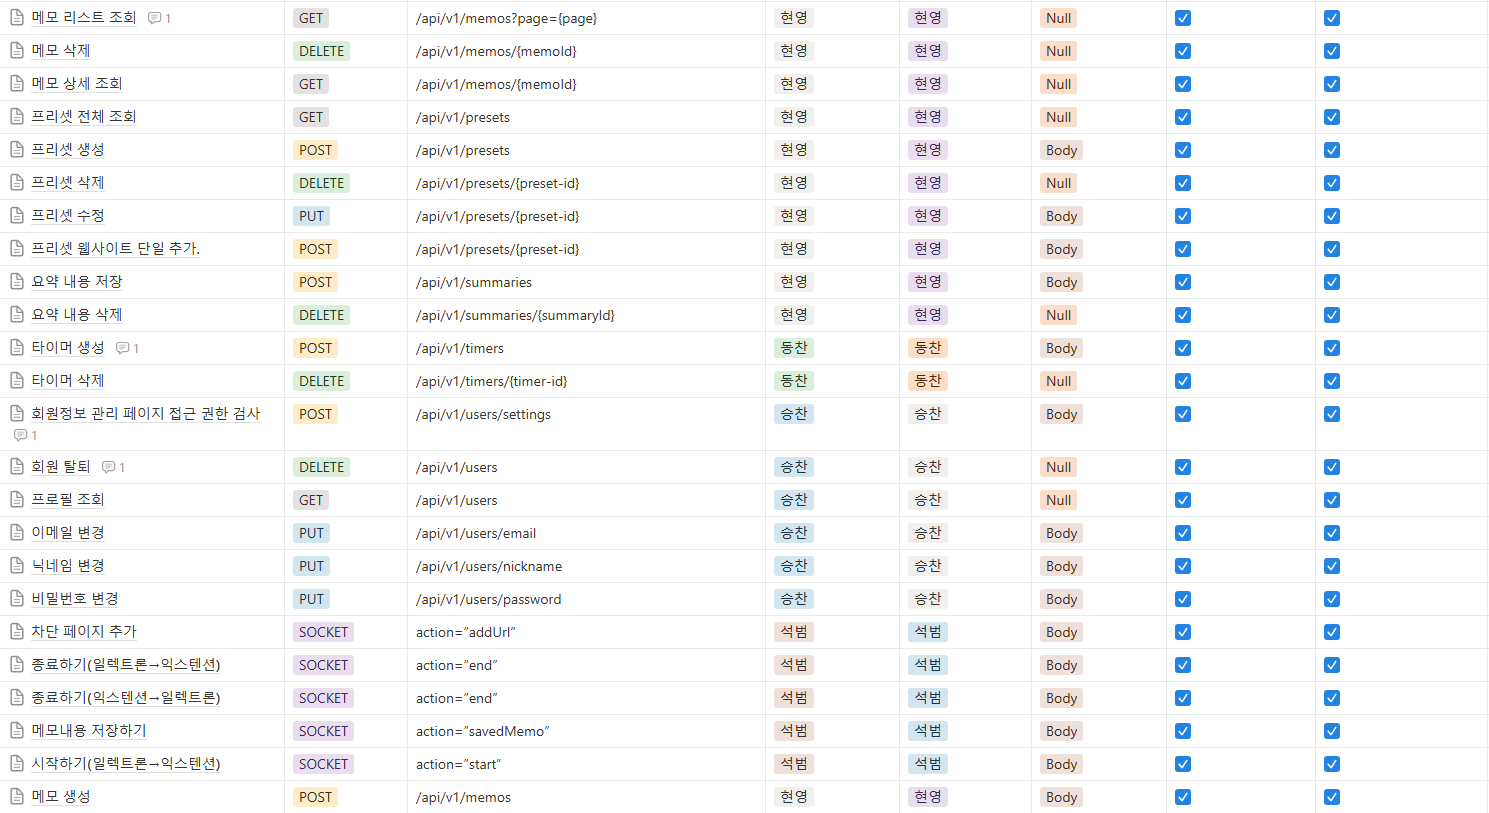 메모 리스트 조회 1 GET /api/v1/memos?page={page} 현영 현영 Null
메모 삭제 DELETE /api/v1/memos/{memoId} 현영 현영 Null
메모 상세 조회 GET /api/v1/memos/{memoId} 현영 현영 Null
프리셋 전체 조회 GET /api/v1/presets 현영 현영 Null
프리셋 생성 POST /api/v1/presets 현영 현영 Body
프리셋 삭제 DELETE /api/v1/presets/{preset-id} 현영 현영 Null
프리셋 수정 PUT /api/v1/presets/{preset-id} 현영 현영 Body
프리셋 웹사이트 단일 추가. POST /api/v1/presets/{preset-id} 현영 현영 Body
요약 내용 저장 POST /api/v1/summaries 현영 현영 Body
요약 내용 삭제 DELETE /api/v1/summaries/{summaryId} 현영 현영 Null
타이머 생성 1 POST /api/v1/timers 동찬 동찬 Body
타이머 삭제 DELETE /api/v1/timers/{timer-id} 동찬 동찬 Null
회원정보 관리 페이지 접근 권한 검사 POST /api/v1/users/settings 승찬 승찬 Body
1
회원 탈퇴 1 DELETE /api/v1/users 승찬 승찬 Null
프로필 조회 GET /api/v1/users 승찬 승찬 Null
이메일 변경 PUT /api/v1/users/email 승찬 승찬 Body
닉네임 변경 PUT /api/v1/users/nickname 승찬 승찬 Body
비밀번호 변경 PUT /api/v1/users/password 승찬 승찬 Body
차단 페이지 추가 SOCKET action=”addUrl” 석범 석범 Body
종료하기(일렉트론→익스텐션) SOCKET action=”end” 석범 석범 Body
종료하기(익스텐션→일렉트론) SOCKET action=”end” 석범 석범 Body
메모내용 저장하기 SOCKET action=”savedMemo” 석범 석범 Body
시작하기(일렉트론→익스텐션) SOCKET action=”start” 석범 석범 Body
메모 생성 POST /api/v1/memos 현영 현영 Body